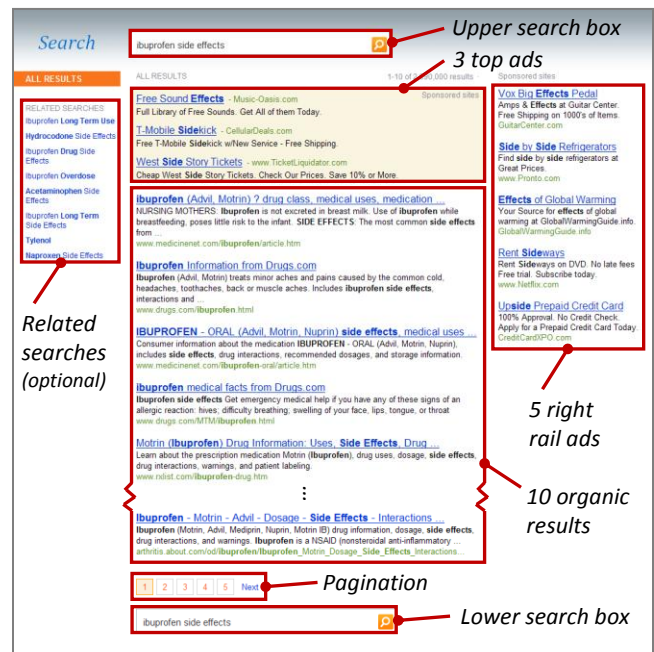 Search
ibuprofen side effects
Upper search box
3 top ads
ALL RESULTS
RELATED SEARCHES
Ibuprofen Long Term Use
Hydrocodone Side Effects
Ibuprofen Drug Side
Effects
Ibuprofen Overdose
Acetaminophen Side
Effects
Ibuprofen Long Term
Side Effects
Tylenol
Naproxen Side Effects
Related
searches
(optional)
ALL RESULTS
1-10 of results
Sponsored sites
Free Sound Effects - Music-Oasis.com
Full Library of Free Sounds. Get All of them Today.
T-Mobile Sidekick - CellularDeals.com
Free T-Mobile Sidekick w/New Service - Free Shipping.
West Side Story Tickets - www TicketLiquidator.com
Cheap West Side Story Tickets. Check Our Prices. Save 10% or More.
ibuprofen (Advil, Motrin) ? drug class, medical uses, medication ...
NURSING MOTHERS: Ibuprofen is not excreted in breast milk. Use of ibuprofen while
breastfeeding, poses little risk to the infant. SIDE EFFECTS: The most common side effects
from ...
www.medicinenet.com/ibuprofen/article.htm
Ibuprofen Information from Drugs.com
Ibuprofen (Advil, Motrin) treats minor aches and pains caused by the common cold,
headaches, toothaches, back or muscle aches. Includes ibuprofen side effects,
interactions and ...
www.drugs.com/ibuprofen.html
IBUPROFEN - ORAL (Advil, Motrin, Nuprin) side effects, medical uses ...
Consumer information about the medication IBUPROFEN - ORAL (Advil, Motrin, Nuprin),
includes side effects, drug interactions, recommended dosages, and storage information.
www.medicinenet.com/ibuprofen-oral/article.htm
ibuprofen medical facts from Drugs.com
Ibuprofen side effects Get emergency medical help if you have any of these signs of an
allergic reaction: hives; difficulty breathing; swelling of your face, lips, tongue, or throat
www.drugs.com/MTM/ibuprofen.html
Motrin (Ibuprofen) Drug Information: Uses, Side Effects, Drug ...
Learn about the prescription medication Motrin (Ibuprofen), drug uses, dosage, side effects,
drug interactions, warnings, and patient labeling.
www.rxlist.com/ibuprofen-drug.htm
Ibuprofen - Motrin - Advil - Dosage - Side Effects - Interactions ...
Ibuprofen (Motrin, Advil, Mediprin, Nuprin, Motrin IB) drug information, dosage, side effects,
drug interactions, and warnings. Ibuprofen is a NSAID (nonsteroidal anti-inflammatory ...
arthritis.about.com/od/ibuprofen/Ibuprofen_Motrin_Dosage_Side_Effects_Interactions...
Sponsored sites
Vox Big Effects Pedal
Amps & Effects at Guitar Center.
Free Shipping on 1000's of Items.
GuitarCenter.com
Side by Side Refrigerators
Find side by side refrigerators at
Great Prices.
www.Pronto.com
Effects of Global Warming
Your Source for effects of global
warming at GlobalWarmingGuide.info.
GlobalWarmingGuide.info
Rent Sideways
Rent Sideways on DVD. No late fees
Free trial. Subscribe today.
www.Netflix.com
Upside Prepaid Credit Card
100% Approval. No Credit Check.
Apply for a Prepaid Credit Card Today.
CreditCardXPO.com
5 right
rail ads
10 organic
results
1 2 3 4 5 Next
Pagination
ibuprofen side effects
Lower search box